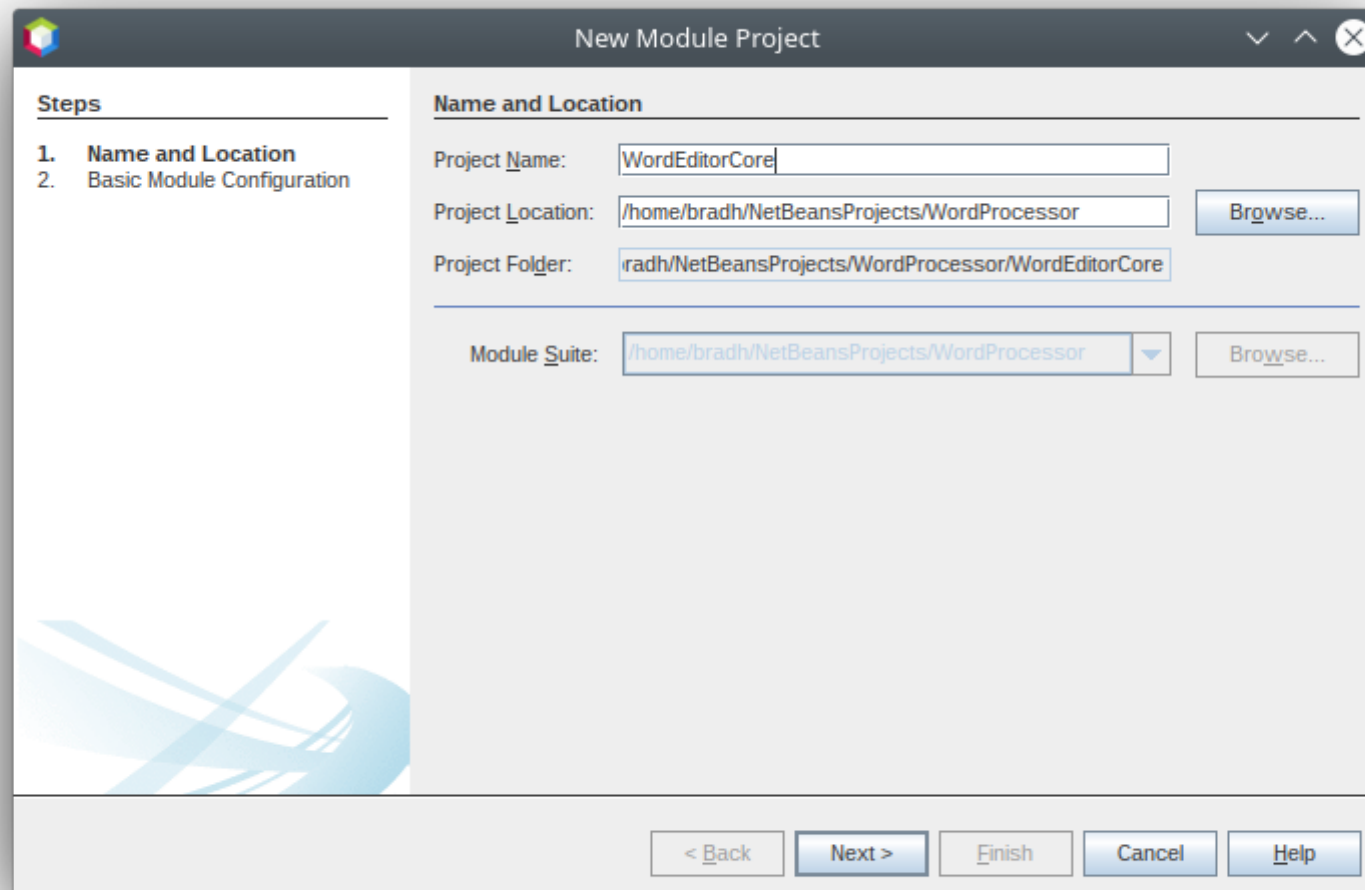 New Module Project
Steps
1. Name and Location
2. Basic Module Configuration
Name and Location
Project Name: WordEditorCore
Project Location: /home/bradh/NetBeansProjects/WordProcessor Browse...
Project Folder: radh/NetBeansProjects/WordProcessor/WordEditorCore
Module Suite: /home/bradh/NetBeansProjects/WordProcessor Browse...
< Back Next > Finish Cancel Help